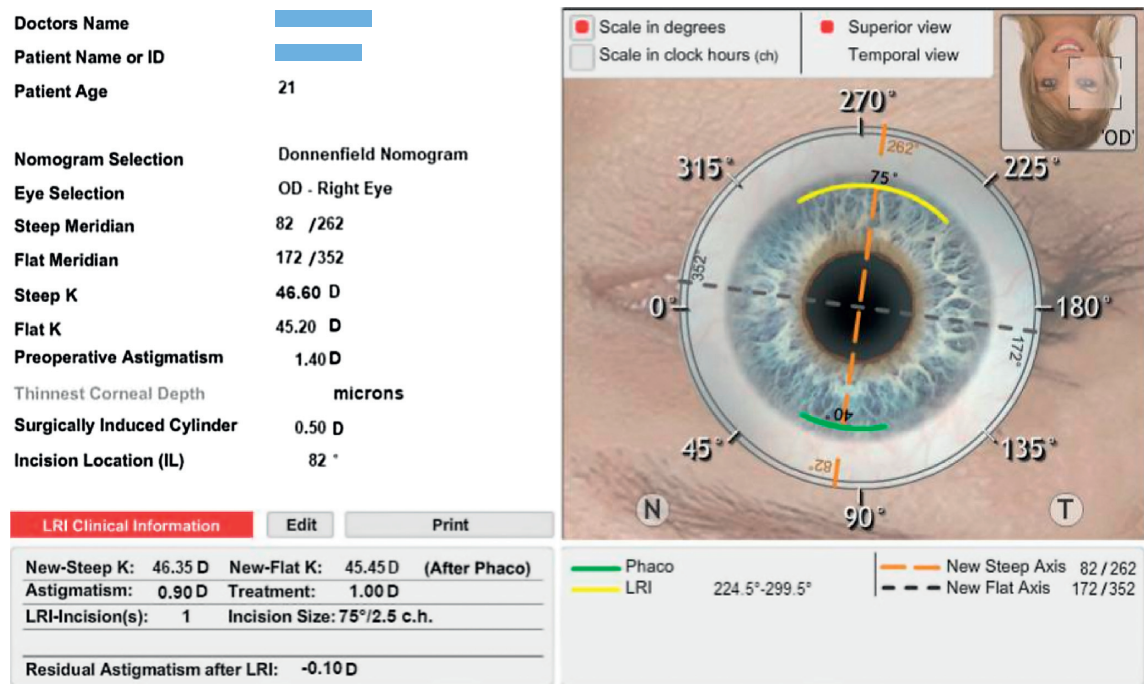 Doctors Name
Patient Name or ID
Patient Age 21
Nomogram Selection Donnenfield Nomogram
Eye Selection OD - Right Eye
Steep Meridian 82 /262
Flat Meridian 172 /352
Steep K 46.60 D
Flat K 45.20 D
Preoperative Astigmatism 1.40 D
Thinnest Corneal Depth microns
Surgically Induced Cylinder 0.50 D
Incision Location (IL) 82 °
LRI Clinical Information Edit Print
New-Steep K: 46.35 D New-Flat K: 45.45 D (After Phaco)
Astigmatism: 0.90 D Treatment: 1.00 D
LRI-Incision(s): 1 Incision Size: 75°/2.5 c.h.
Residual Astigmatism after LRI: -0.10 D
Scale in degrees Superior view
Scale in clock hours (ch) Temporal view
'OD'
270°
262°
315° 75° 225°
352°
0° 180°
172°
40°
45° 135°
82°
N 90° T
Phaco New Steep Axis 82/262
LRI 224.5°-299.5° New Flat Axis 172/352